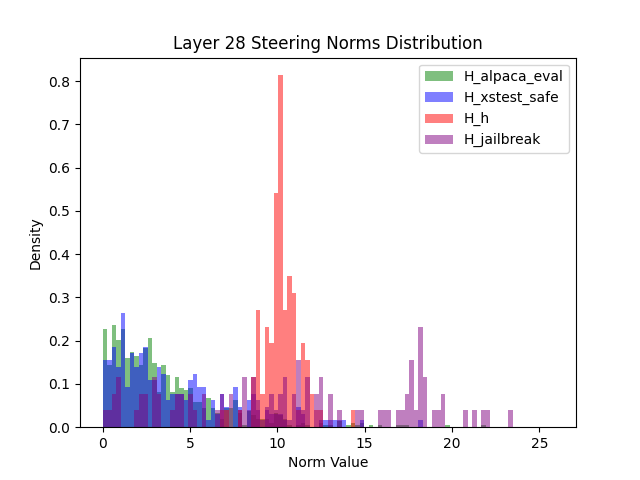 Layer 28 Steering Norms Distribution
H_alpaca_eval
H_xstest_safe
H_h
H_jailbreak
Density
0.8
0.7
0.6
0.5
0.4
0.3
0.2
0.1
0.0
0 5 10 15 20 25
Norm Value